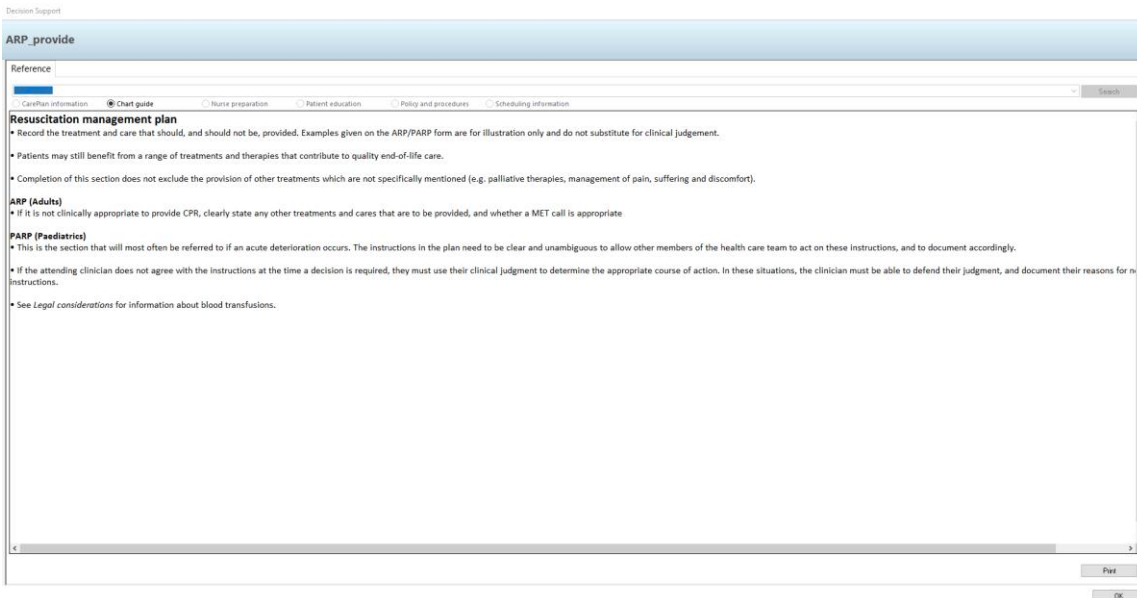 Decision Support
ARP_provide
Reference
Search
CarePlan information Chart guide Nurse preparation Patient education Policy and procedures Scheduling information
Resuscitation management plan
• Record the treatment and care that should, and should not be, provided. Examples given on the ARP/PARP form are for illustration only and do not substitute for clinical judgement.
• Patients may still benefit from a range of treatments and therapies that contribute to quality end-of-life care.
• Completion of this section does not exclude the provision of other treatments which are not specifically mentioned (e.g. palliative therapies, management of pain, suffering and discomfort).
ARP (Adults)
• If it is not clinically appropriate to provide CPR, clearly state any other treatments and cares that are to be provided, and whether a MET call is appropriate
PARP (Paediatrics)
• This is the section that will most often be referred to if an acute deterioration occurs. The instructions in the plan need to be clear and unambiguous to allow other members of the health care team to act on these instructions, and to document accordingly.
• If the attending clinician does not agree with the instructions at the time a decision is required, they must use their clinical judgment to determine the appropriate course of action. In these situations, the clinician must be able to defend their judgment, and document their reasons for
instructions.
• See Legal considerations for information about blood transfusions.
Print
OK